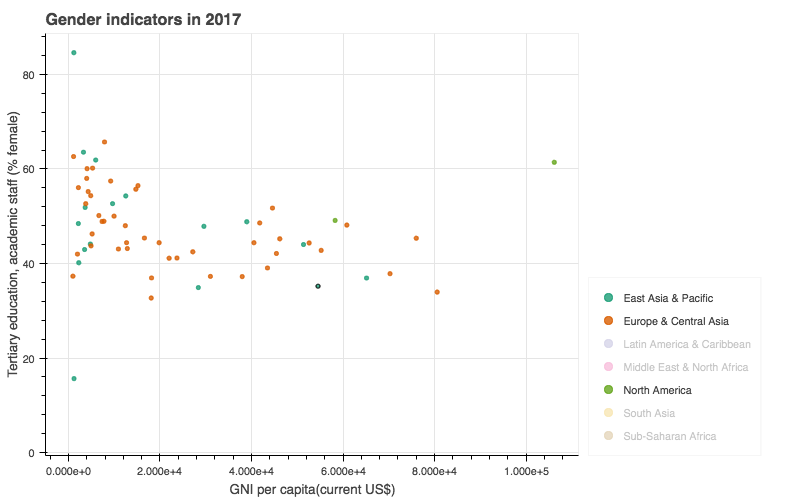 Gender indicators in 2017
Tertiary education, academic staff (% female)
80
60
40
20
0
0.000e+0 2.000e+4 4.000e+4 6.000e+4 8.000e+4 1.000e+5
GNI per capita(current US$)
East Asia & Pacific
Europe & Central Asia
Latin America & Caribbean
Middle East & North Africa
North America
South Asia
Sub-Saharan Africa